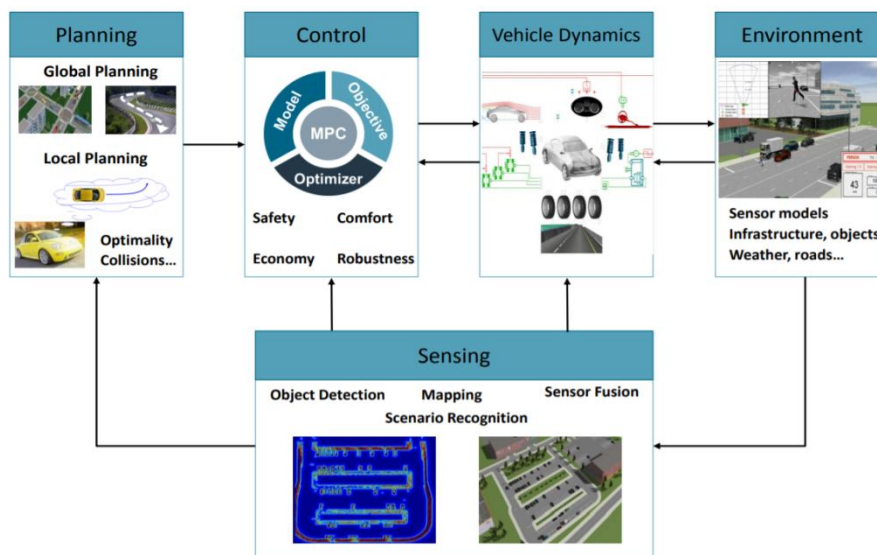 Planning
Global Planning
Local Planning
Optimality
Collisions…
Control
Model
Objective
MPC
Optimizer
Safety Comfort
Economy Robustness
Vehicle Dynamics
Environment
43
Sensor models
Infrastructure, objects
Weather, roads…
Sensing
Object Detection Mapping Sensor Fusion
Scenario Recognition